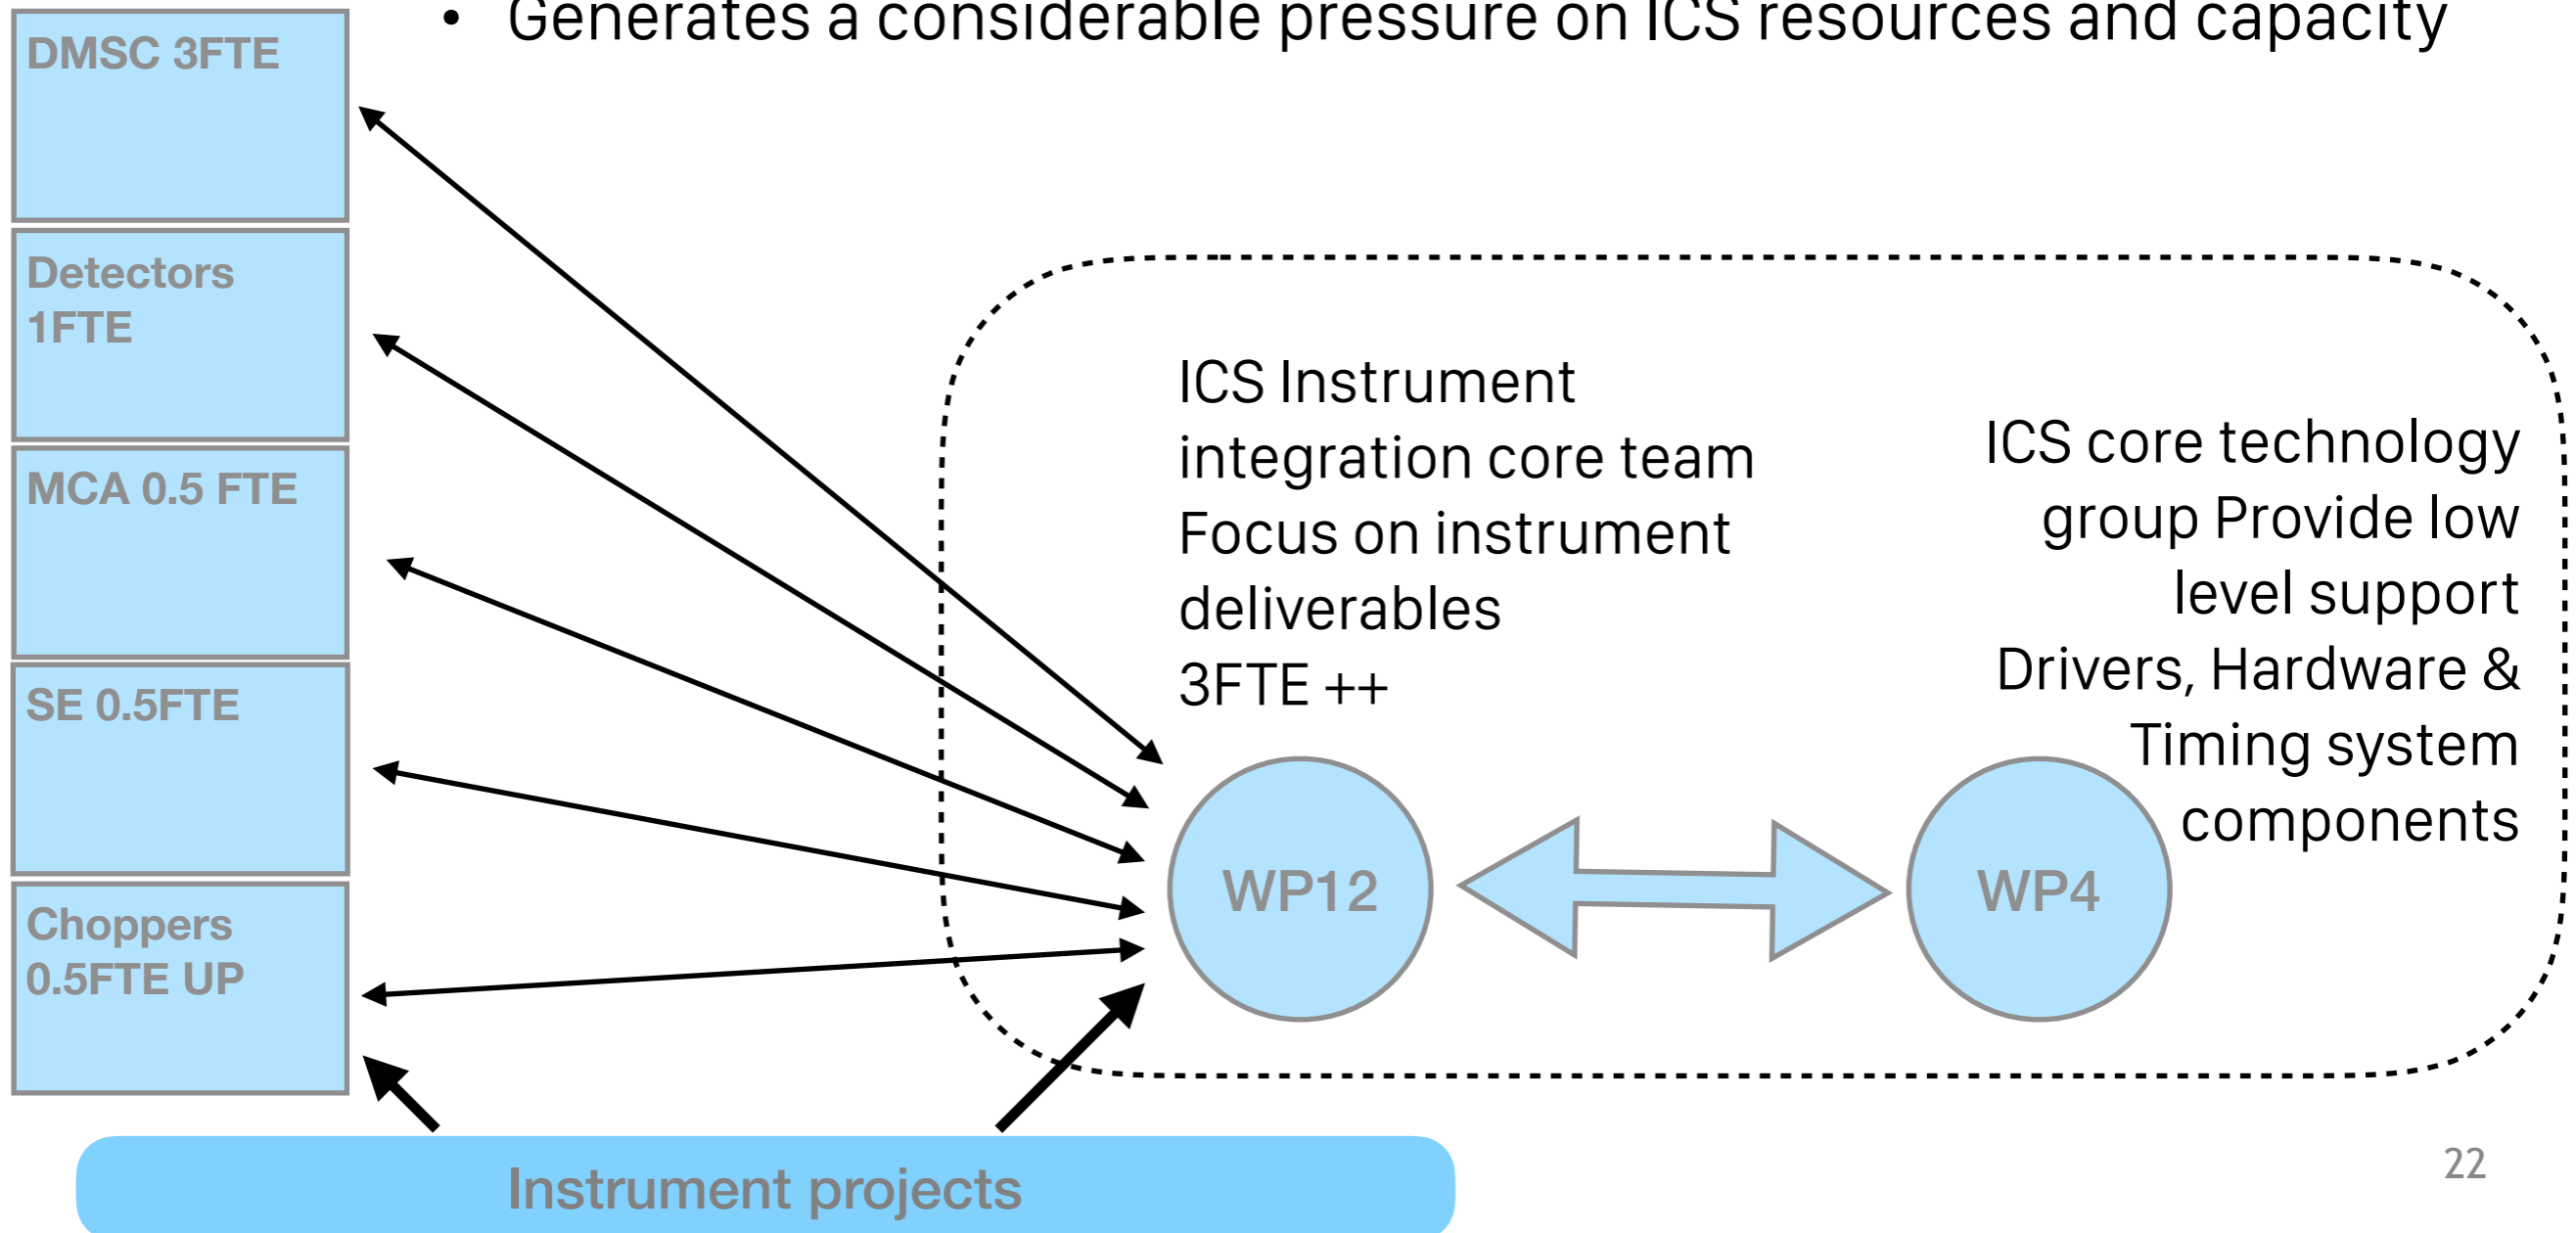 • Generates a considerable pressure on ICS resources and capacity
DMSC 3FTE
Detectors
1FTE
MCA 0.5 FTE
SE 0.5FTE
Choppers
0.5FTE UP
ICS Instrument
integration core team
Focus on instrument
deliverables
3FTE ++
ICS core technology
group Provide low
level support
Drivers, Hardware &
Timing system
components
WP12
WP4
Instrument projects
22